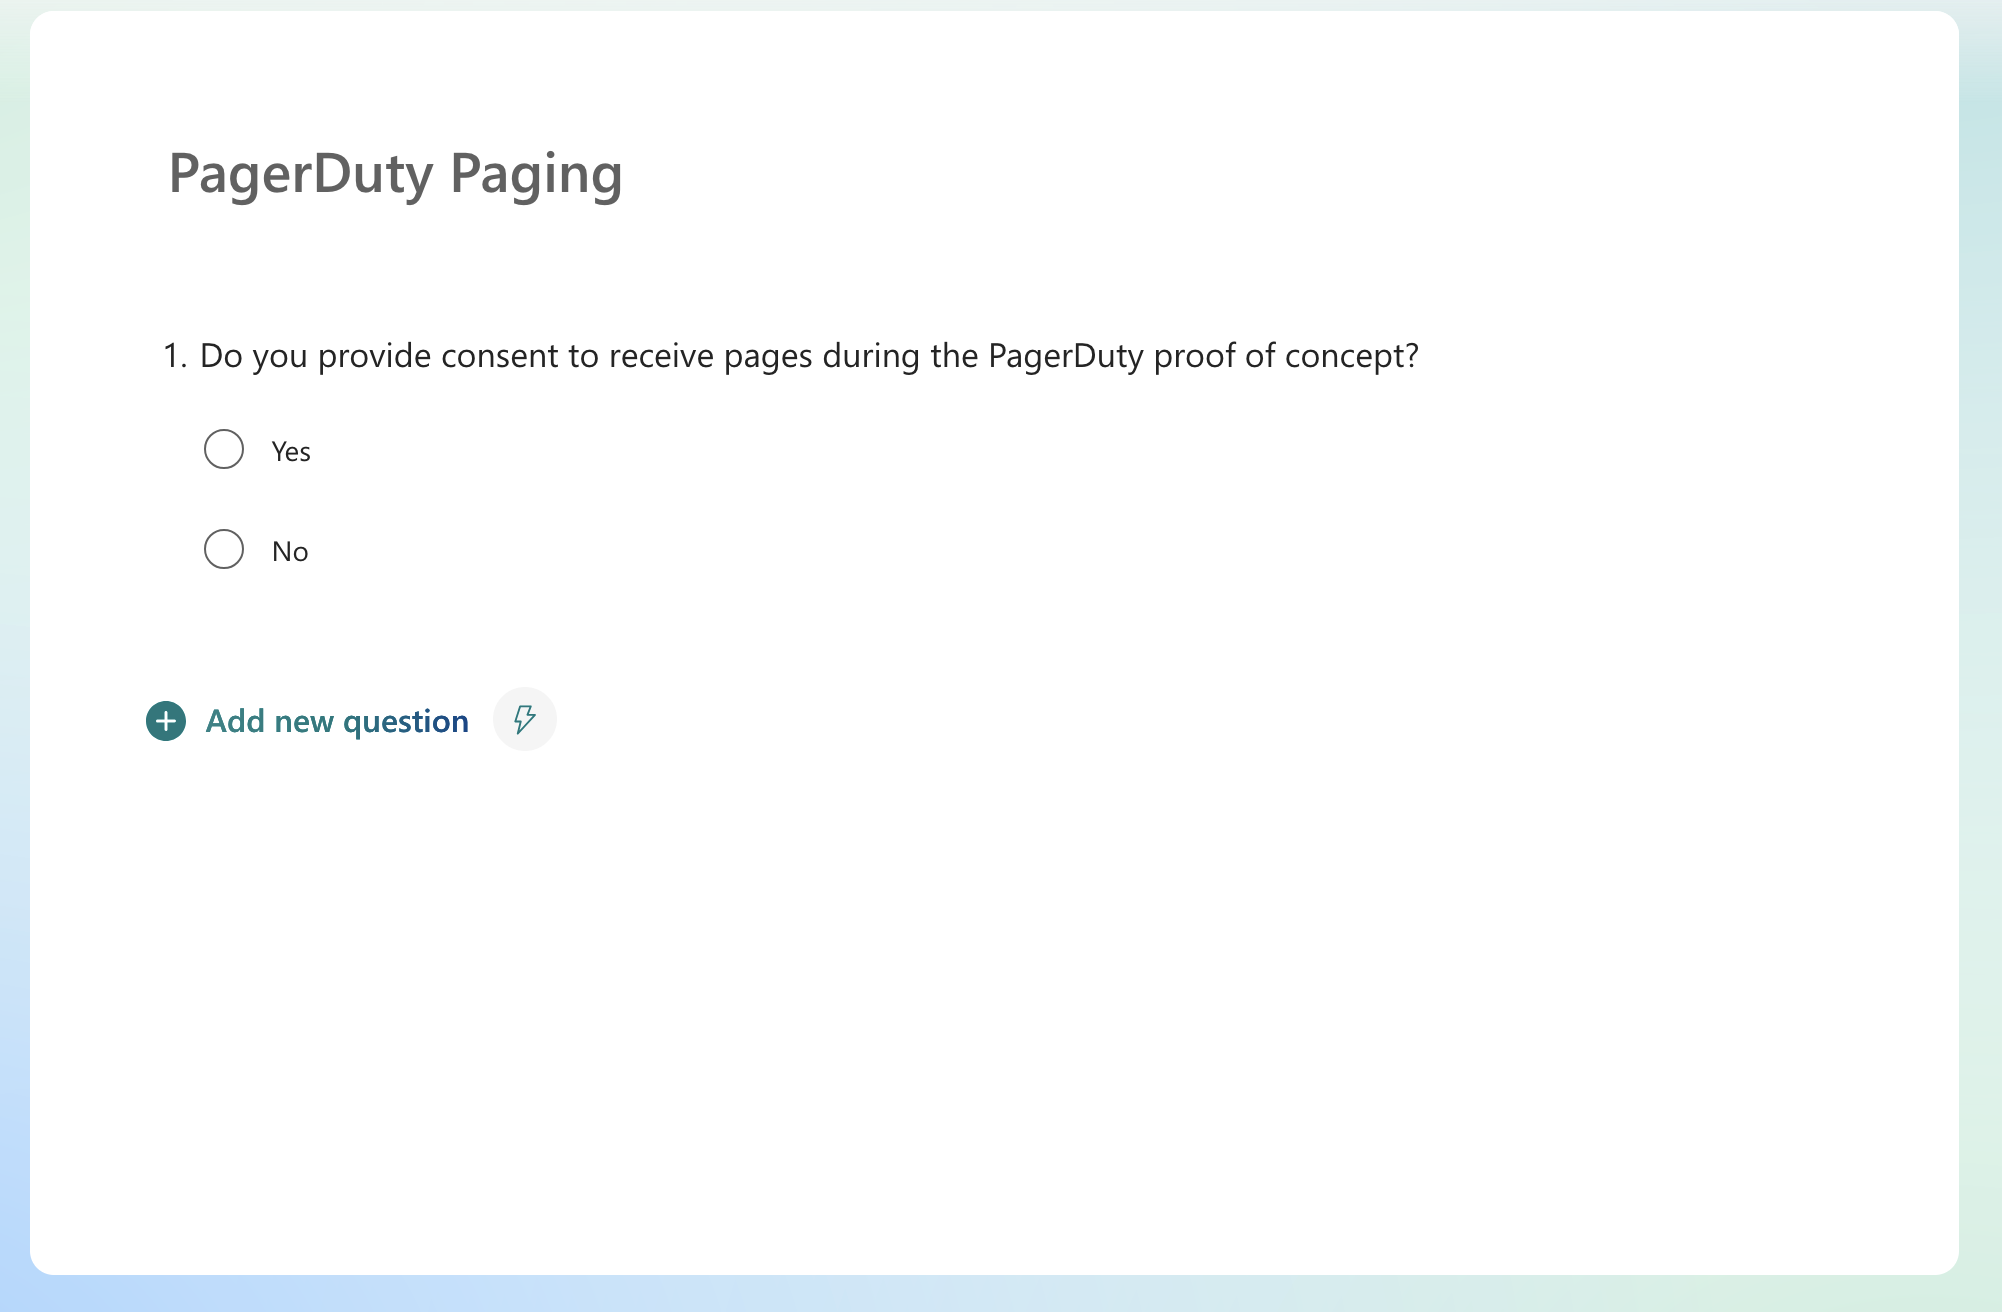 PagerDuty Paging
1. Do you provide consent to receive pages during the PagerDuty proof of concept?
Yes
No
Add new question